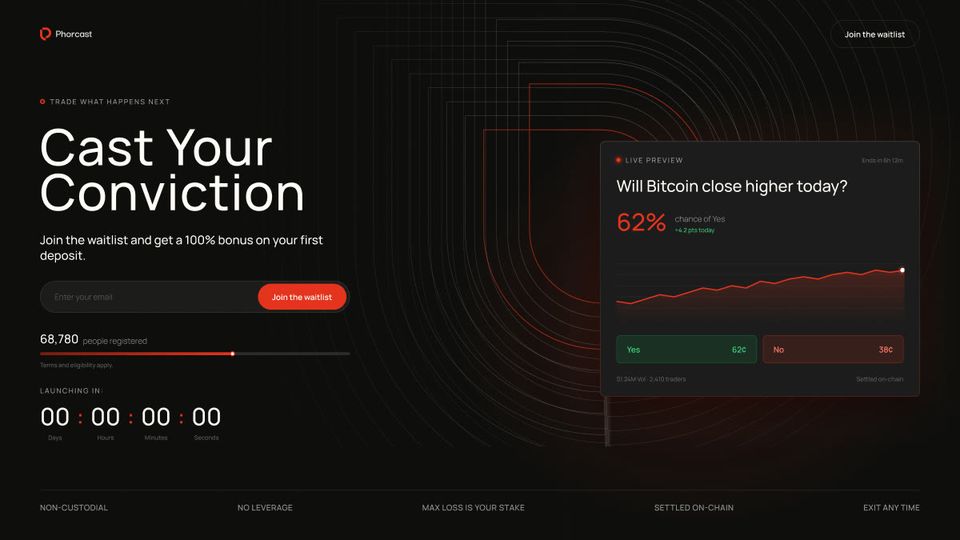 Phorcast
Join the waitlist
TRADE WHAT HAPPENS NEXT
Cast Your
Conviction
Join the waitlist and get a 100% bonus on your first
deposit.
Enter your email
Join the waitlist
68,780 people registered
Terms and eligibility apply.
LAUNCHING IN:
00 : 00 : 00 : 00
Days Hours Minutes Seconds
LIVE PREVIEW
Ends in 6h 12m
Will Bitcoin close higher today?
62% chance of Yes
+4.2 pts today
Yes 62¢
No 38¢
$1.24M Vol · 2,410 traders
Settled on-chain
NON-CUSTODIAL
NO LEVERAGE
MAX LOSS IS YOUR STAKE
SETTLED ON-CHAIN
EXIT ANY TIME